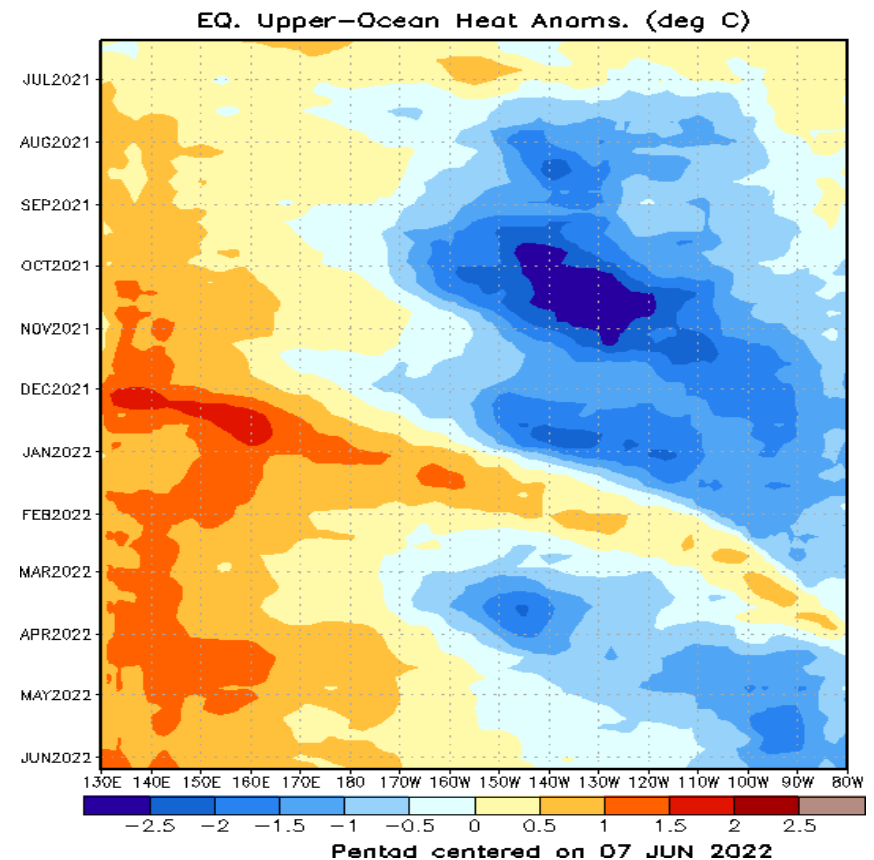 EQ. Upper-Ocean Heat Anoms. (deg C)
JUL2021
AUG2021
SEP2021
OCT2021
NOV2021
DEC2021
JAN2022
FEB2022
MAR2022
APR2022
MAY2022
JUN2022
130E 140E 150E 160E 170E 180 170W 160W 150W 140W 130W 120W 110W 100W 90W 80W
-2.5 -2 -1.5 -1 -0.5 0 0.5 1 1.5 2 2.5
Pentad centered on 07 JUN 2022